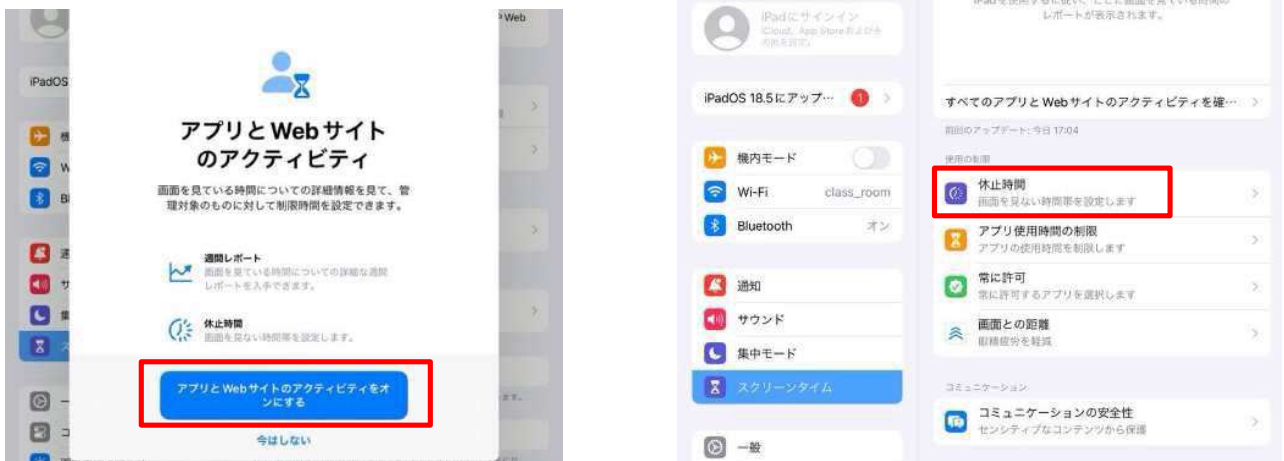 Web
iPadOS
アプリと Web サイト
のアクティビティ
画面を見ている時間についての詳細情報を見て、管
理対象のものに対して制限時間を設定できます。
週間レポート
画面を見ている時間についての詳細な週間
レポートを入手できます。
休止時間
画面を見ない時間帯を設定します。
アプリとWebサイトのアクティビティをオ
ンにする
今はしない
iPadにサインイン
iCloud、App Storeおよびそ
の他を設定。
iPadOS 18.5にアップ… 1
機内モード
Wi-Fi class_room
Bluetooth オン
通知
サウンド
集中モード
スクリーンタイム
一般
レポートが表示されます。
すべてのアプリと Web サイトのアクティビティを確…
前回のアップデート: 今日 17:04
使用の制限
休止時間
画面を見ない時間帯を設定します
アプリ使用時間の制限
アプリの使用時間を制限します
常に許可
常に許可するアプリを選択します
画面との距離
眼精疲労を軽減
コミュニケーション
コミュニケーションの安全性
センシティブなコンテンツから保護